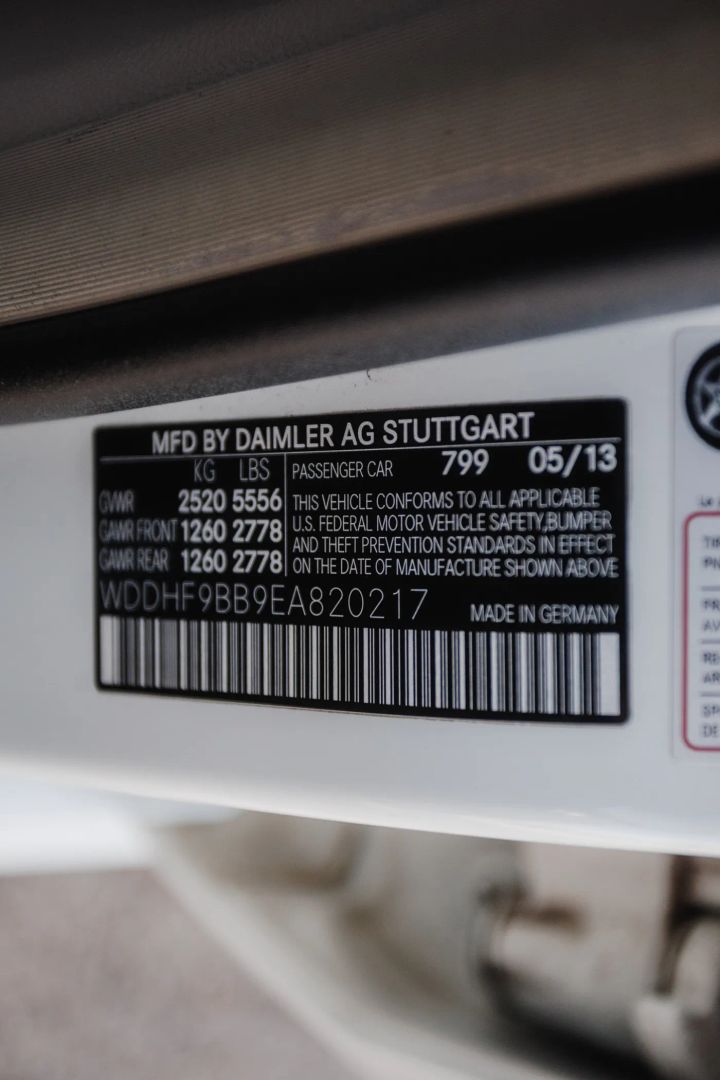 MFD BY DAIMLER AG STUTTGART
KG LBS
GVWR 2520 5556
GAWR FRONT 1260 2778
GAWR REAR 1260 2778
PASSENGER CAR 799 05/13
THIS VEHICLE CONFORMS TO ALL APPLICABLE
U.S. FEDERAL MOTOR VEHICLE SAFETY,BUMPER
AND THEFT PREVENTION STANDARDS IN EFFECT
ON THE DATE OF MANUFACTURE SHOWN ABOVE
WDDHF9BB9EA820217
MADE IN GERMANY